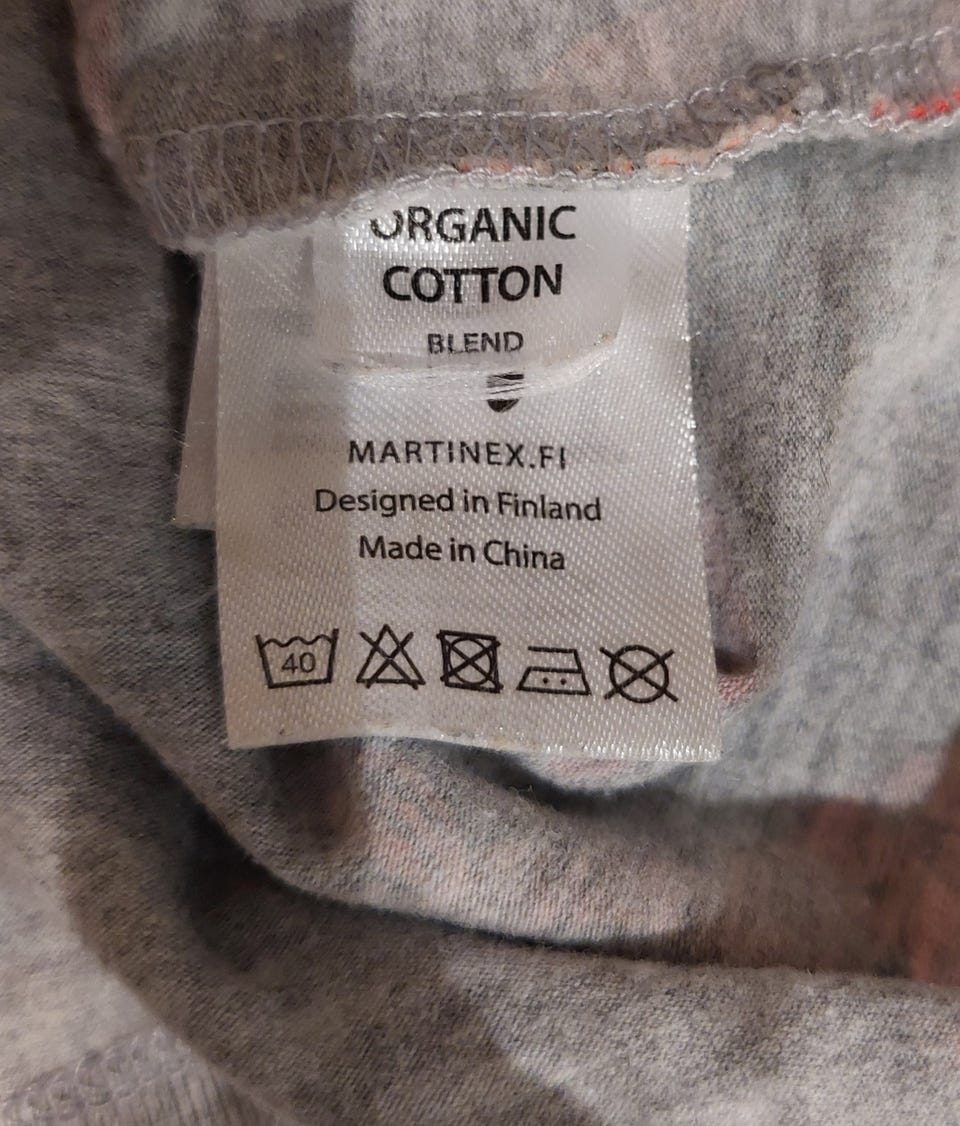 ORGANIC
COTTON
BLEND
MARTINEX.FI
Designed in Finland
Made in China
40